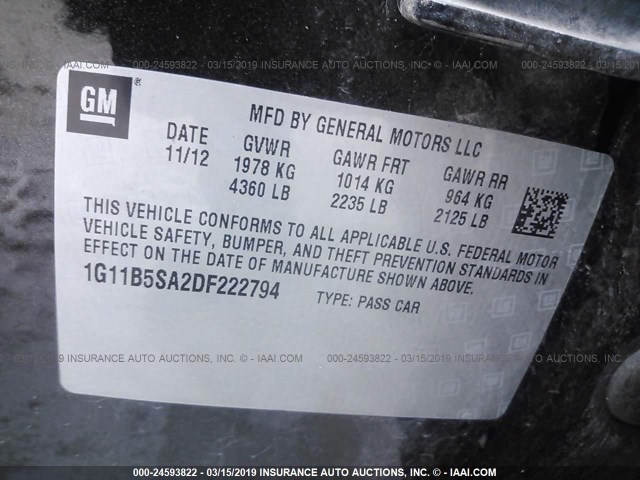 000-24593822 - 03/15/2019 INSURANCE AUTO AUCTIONS, INC. - © IAAI.COM
GM
MFD BY GENERAL MOTORS LLC
DATE GVWR GAWR FRT GAWR RR
11/12 1978 KG 1014 KG 964 KG
4360 LB 2235 LB 2125 LB
THIS VEHICLE CONFORMS TO ALL APPLICABLE U.S. FEDERAL MOTOR
VEHICLE SAFETY, BUMPER, AND THEFT PREVENTION STANDARDS IN
EFFECT ON THE DATE OF MANUFACTURE SHOWN ABOVE.
1G11B5SA2DF222794 TYPE: PASS CAR
/2019 INSURANCE AUTO AUCTIONS, INC. - © IAAI.COM
000-24593822 - 03/15/2019 INSURANCE AUTO AUCTIONS,
000-24593822 - 03/15/2019 INSURANCE AUTO AUCTIONS, INC. - © IAAI.COM